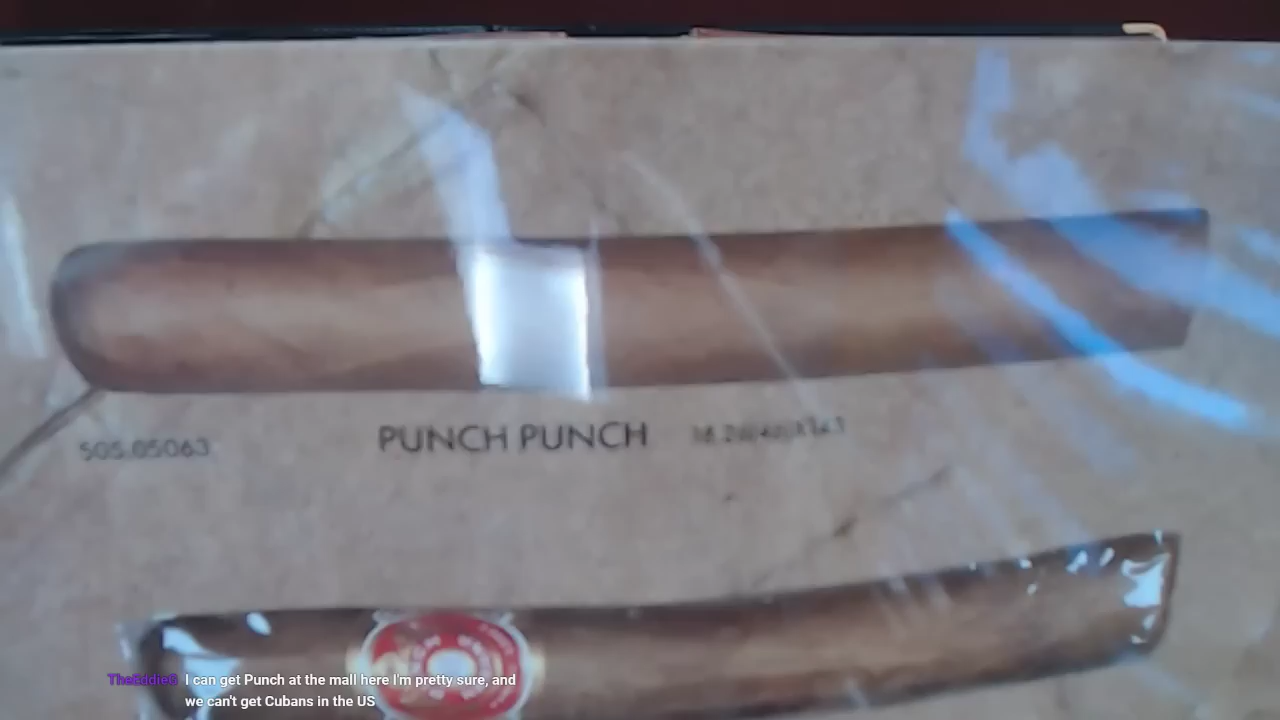 505.05063 PUNCH PUNCH
TheEddieG I can get Punch at the mall here I'm pretty sure, and
we can't get Cubans in the US